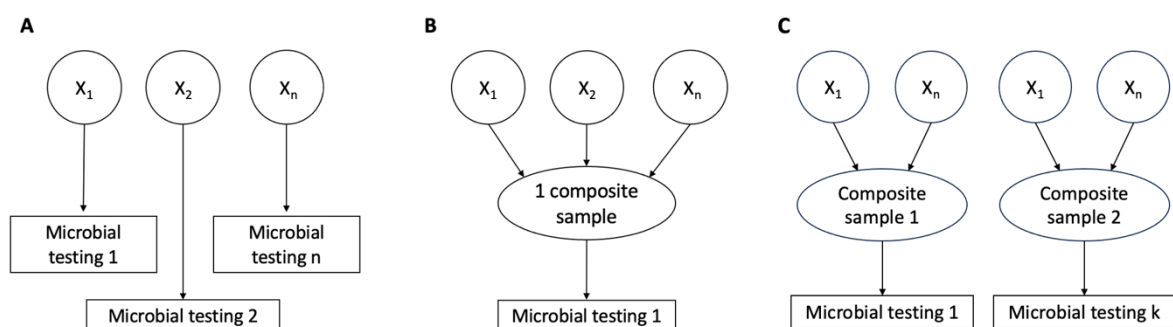 A
X₁
X₂
Xₙ
Microbial
testing 1
Microbial
testing n
Microbial testing 2
B
X₁
X₂
Xₙ
1 composite
sample
Microbial testing 1
C
X₁
Xₙ
X₁
Xₙ
Composite
sample 1
Composite
sample 2
Microbial testing 1
Microbial testing k